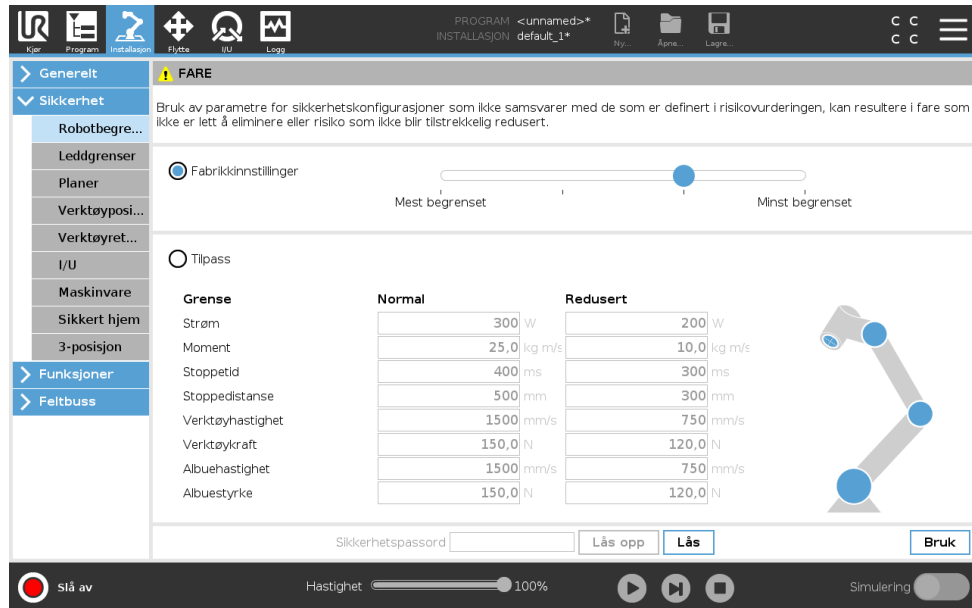 UR
PROGRAM <unnamed>*
INSTALLASJON default_1*
Kjør Program Installasjon Flytte I/U Logg
Ny... Åpne... Lagre...
C C
C C
Generelt
Sikkerhet
Robotbegre...
Leddgrenser
Planer
Verktøyposi...
Verktøyret...
I/U
Maskinvare
Sikkert hjem
3-posisjon
Funksjoner
Feltbuss
FARE
Bruk av parametre for sikkerhetskonfigurasjoner som ikke samsvarer med de som er definert i risikovurderingen, kan resultere i fare som
ikke er lett å eliminere eller risiko som ikke blir tilstrekkelig redusert.
Fabrikkinnstillinger
Mest begrenset Minst begrenset
Tilpass
Grense Normal Redusert
Strøm 300 W 200 W
Moment 25,0 kg m/s 10,0 kg m/s
Stoppetid 400 ms 300 ms
Stoppedistanse 500 mm 300 mm
Verktøyhastighet 1500 mm/s 750 mm/s
Verktøykraft 150,0 N 120,0 N
Albuehastighet 1500 mm/s 750 mm/s
Albuestyrke 150,0 N 120,0 N
Sikkerhetspassord Lås opp Lås Bruk
Slå av Hastighet 100% Simulering